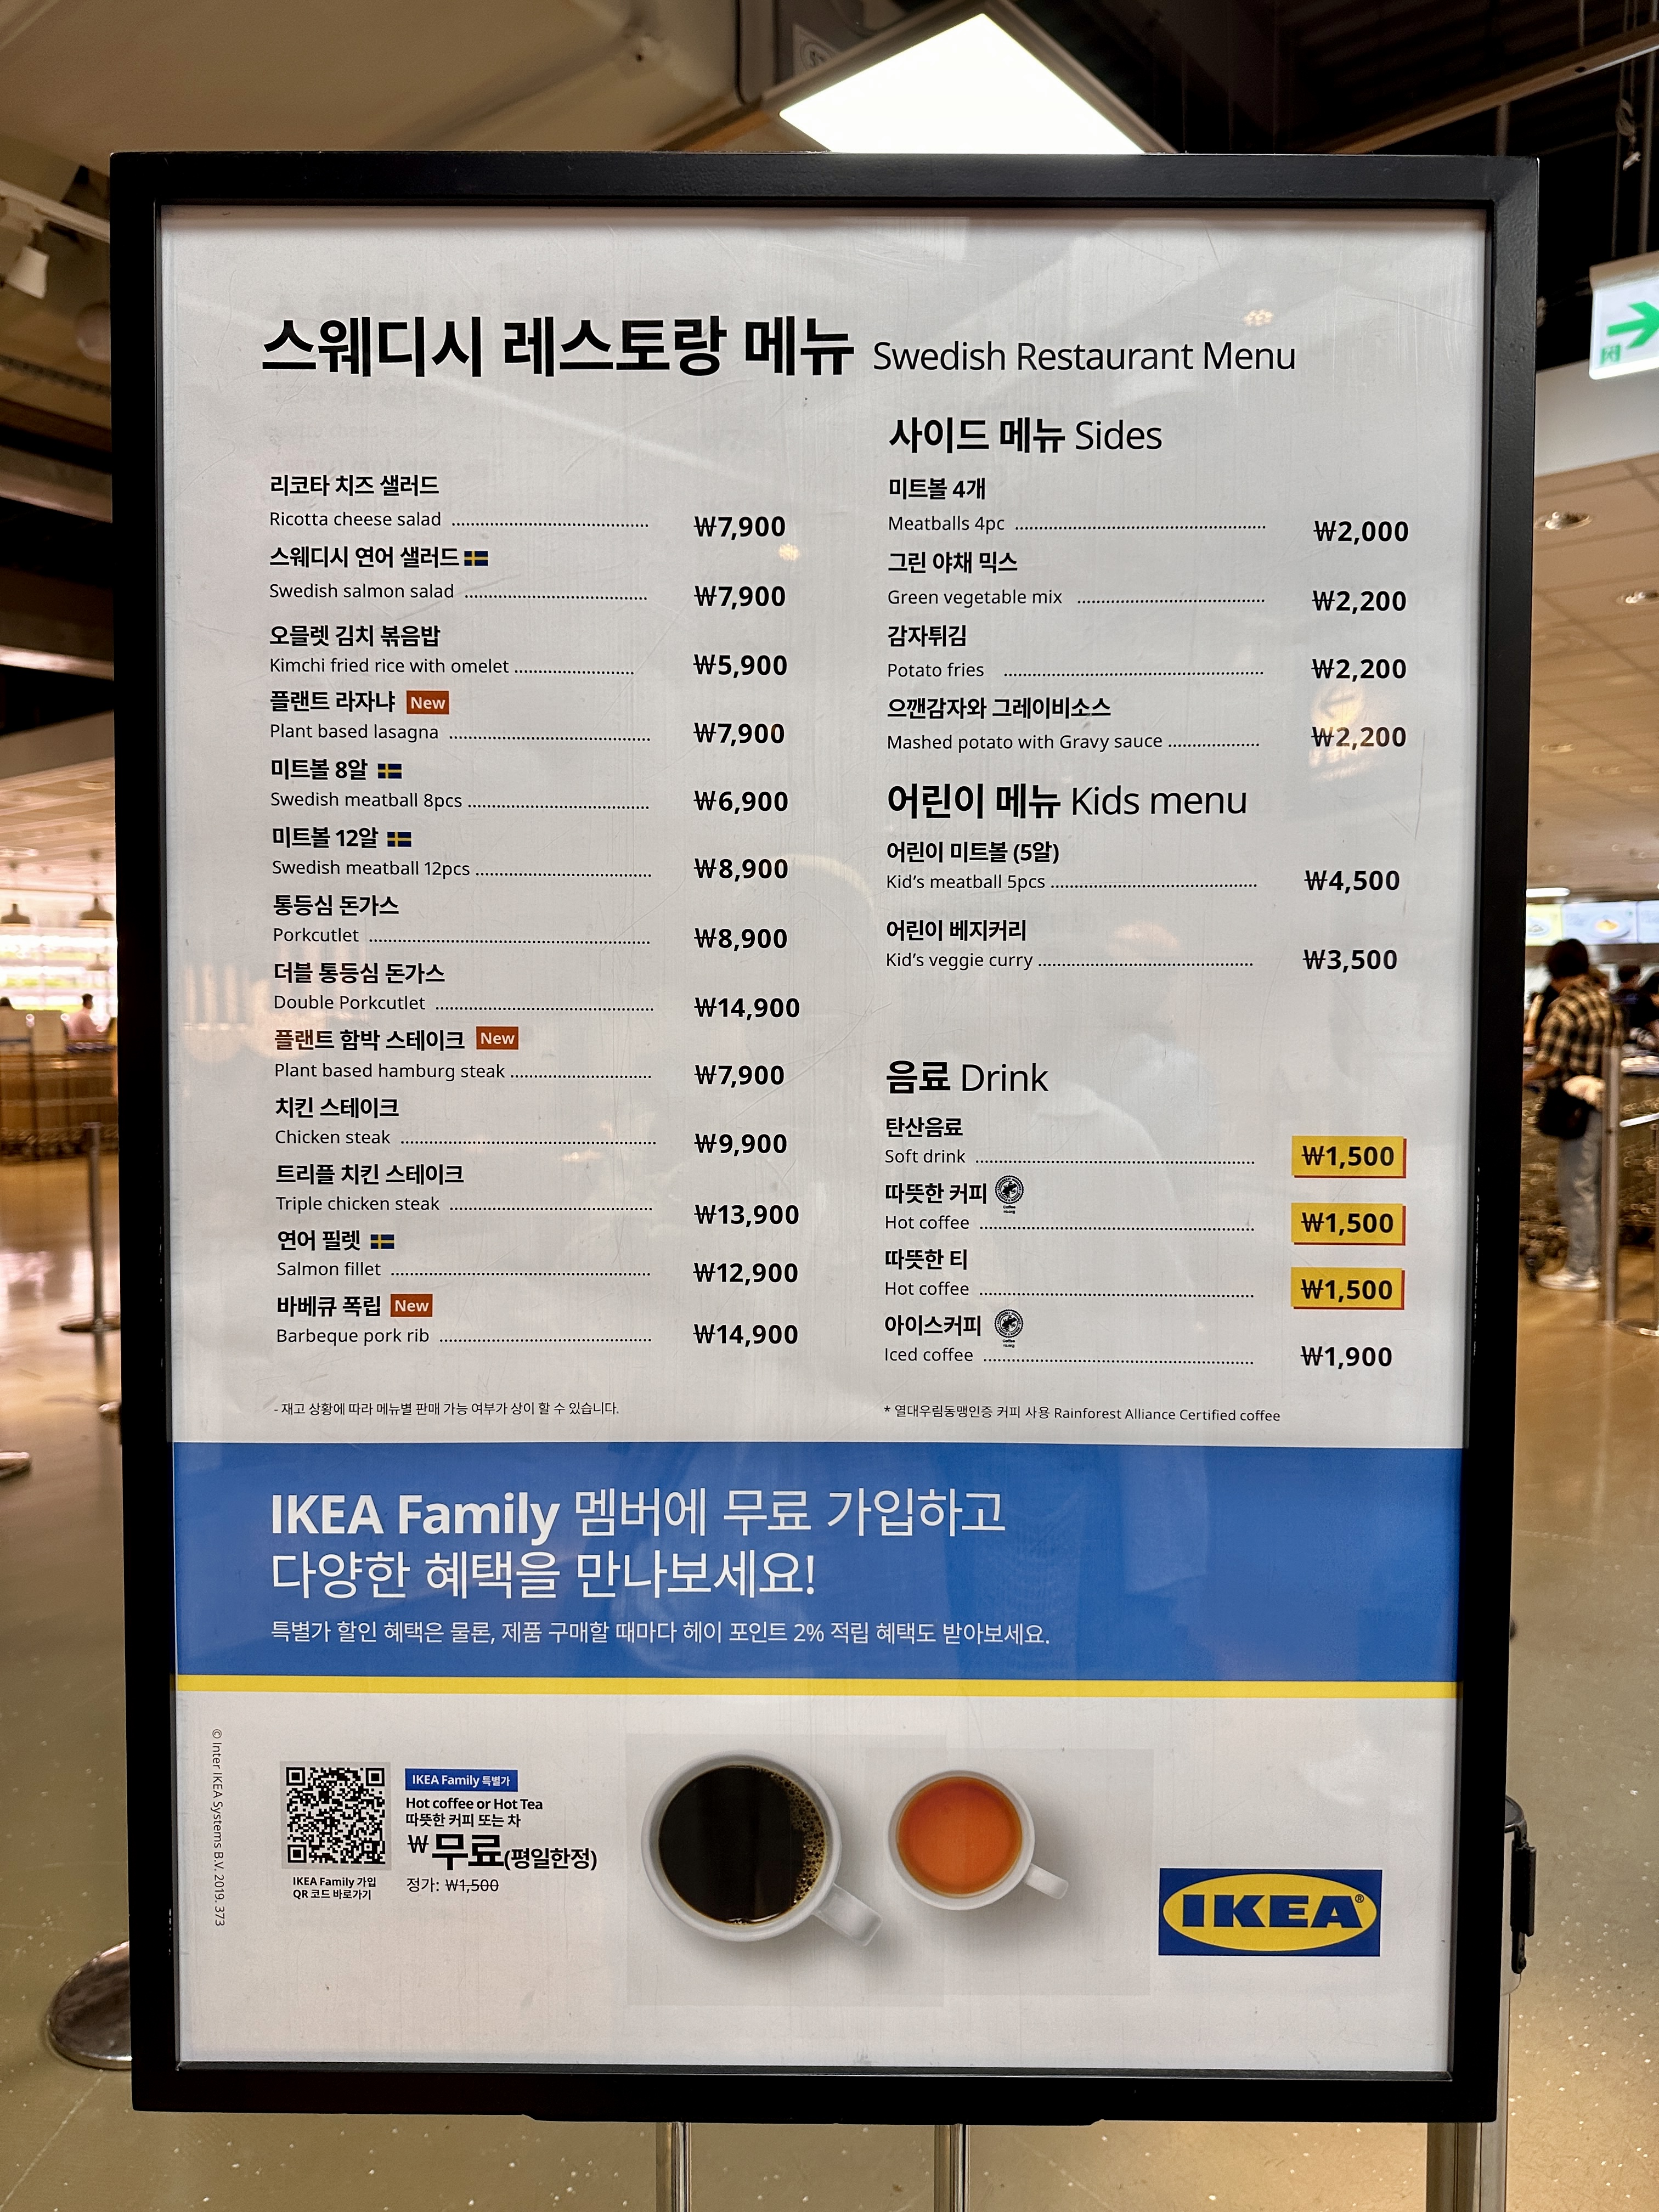 스웨디시 레스토랑 메뉴 Swedish Restaurant Menu
리코타 치즈 샐러드
Ricotta cheese salad ₩7,900
스웨디시 연어 샐러드
Swedish salmon salad ₩7,900
오믈렛 김치 볶음밥
Kimchi fried rice with omelet ₩5,900
플랜트 라자냐 New
Plant based lasagna ₩7,900
미트볼 8알
Swedish meatball 8pcs ₩6,900
미트볼 12알
Swedish meatball 12pcs ₩8,900
통등심 돈가스
Porkcutlet ₩8,900
더블 통등심 돈가스
Double Porkcutlet ₩14,900
플랜트 함박 스테이크 New
Plant based hamburg steak ₩7,900
치킨 스테이크
Chicken steak ₩9,900
트리플 치킨 스테이크
Triple chicken steak ₩13,900
연어 필렛
Salmon fillet ₩12,900
바베큐 폭립 New
Barbeque pork rib ₩14,900
- 재고 상황에 따라 메뉴별 판매 가능 여부가 상이 할 수 있습니다.
사이드 메뉴 Sides
미트볼 4개
Meatballs 4pc ₩2,000
그린 야채 믹스
Green vegetable mix ₩2,200
감자튀김
Potato fries ₩2,200
으깬감자와 그레이비소스
Mashed potato with Gravy sauce ₩2,200
어린이 메뉴 Kids menu
어린이 미트볼 (5알)
Kid's meatball 5pcs ₩4,500
어린이 베지커리
Kid's veggie curry ₩3,500
음료 Drink
탄산음료
Soft drink ₩1,500
따뜻한 커피
Hot coffee ₩1,500
따뜻한 티
Hot coffee ₩1,500
아이스커피
Iced coffee ₩1,900
* 열대우림동맹인증 커피 사용 Rainforest Alliance Certified coffee
IKEA Family 멤버에 무료 가입하고
다양한 혜택을 만나보세요!
특별가 할인 혜택은 물론, 제품 구매할 때마다 헤이 포인트 2% 적립 혜택도 받아보세요.
© Inter IKEA Systems B.V. 2019. 373
IKEA Family 가입
QR 코드 바로가기
IKEA Family 특별가
Hot coffee or Hot Tea
따뜻한 커피 또는 차
₩무료(평일한정)
정가: ₩1,500
IKEA®